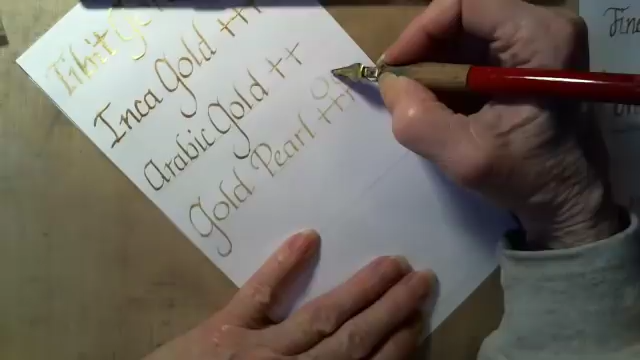 Inca Gold +++
Arabic Gold ++
Gold Pearl +++